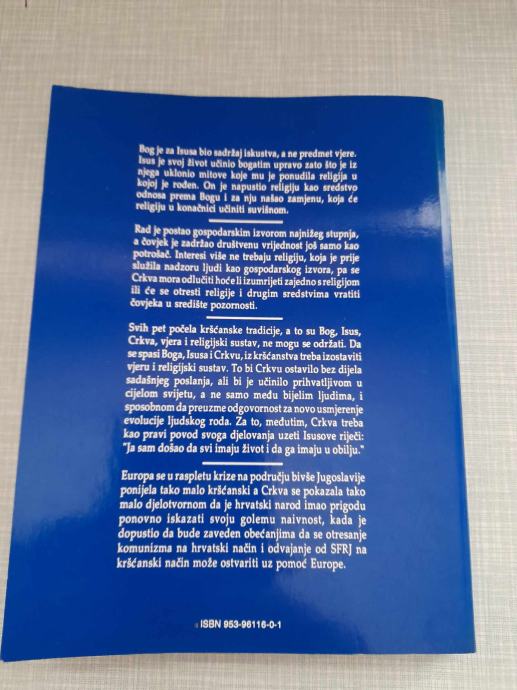 Bog je za Isusa bio sadržaj iskustva, a ne predmet vjere.
Isus je svoj život učinio bogatim upravo zato što je iz
njega uklonio mitove koje mu je ponudila religija u
kojoj je rođen. On je napustio religiju kao sredstvo
odnosa prema Bogu i za nju našao zamjenu, koja će
religiju u konačnici učiniti suvišnom.
Rad je postao gospodarskim izvorom najnižeg stupnja,
a čovjek je zadržao društvenu vrijednost još samo kao
potrošač. Interesi više ne trebaju religiju, koja je prije
služila nadzoru ljudi kao gospodarskog izvora, pa se
Crkva mora odlučiti hoće li izumrijeti zajedno s religijom
ili će se otresti religije i drugim sredstvima vratiti
čovjeka u središte pozornosti.
Svih pet počela kršćanske tradicije, a to su Bog, Isus,
Crkva, vjera i religijski sustav, ne mogu se održati. Da
se spasi Boga, Isusa i Crkvu, iz kršćanstva treba izostaviti
vjeru i religijski sustav. To bi Crkvu ostavilo bez dijela
sadašnjeg poslanja, ali bi je učinilo prihvatljivom u
cijelom svijetu, a ne samo među bijelim ljudima, i
sposobnom da preuzme odgovornost za novo usmjerenje
evolucije ljudskog roda. Za to, međutim, Crkva treba
kao pravi povod svoga djelovanja uzeti Isusove riječi:
"Ja sam došao da svi imaju život i da ga imaju u obilju."
Europa se u raspletu krize na području bivše Jugoslavije
ponijela tako malo kršćanski a Crkva se pokazala tako
malo djelotvornom da je hrvatski narod imao prigodu
ponovno iskazati svoju golemu naivnost, kada je
dopustio da bude zaveden obećanjima da se otresanje
komunizma na hrvatski način i odvajanje od SFRJ na
kršćanski način može ostvariti uz pomoć Europe.
ISBN 953-96116-0-1